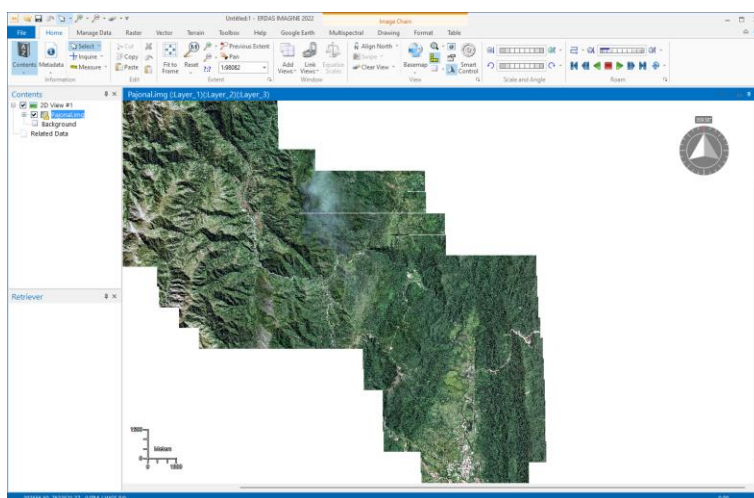 Untitled:1 - ERDAS IMAGINE 2022
Image Chain
File Home Manage Data Raster Vector Terrain Toolbox Help Google Earth Multispectral Drawing Format Table
Contents Metadata Select Inquire Measure
Cut Copy Paste
Fit to Frame Reset 1:2 Previous Extent Pan 1:98082
Add Views Link Views Equalize Scales
Align North Swipe Clear View Basemap Smart Control
Information Edit Extent Window View Scale and Angle Roam
Contents
2D View #1
Pajonal.img
Background
Related Data
Pajonal.img (:Layer_1)(:Layer_2)(:Layer_3)
Retriever
Meters
0